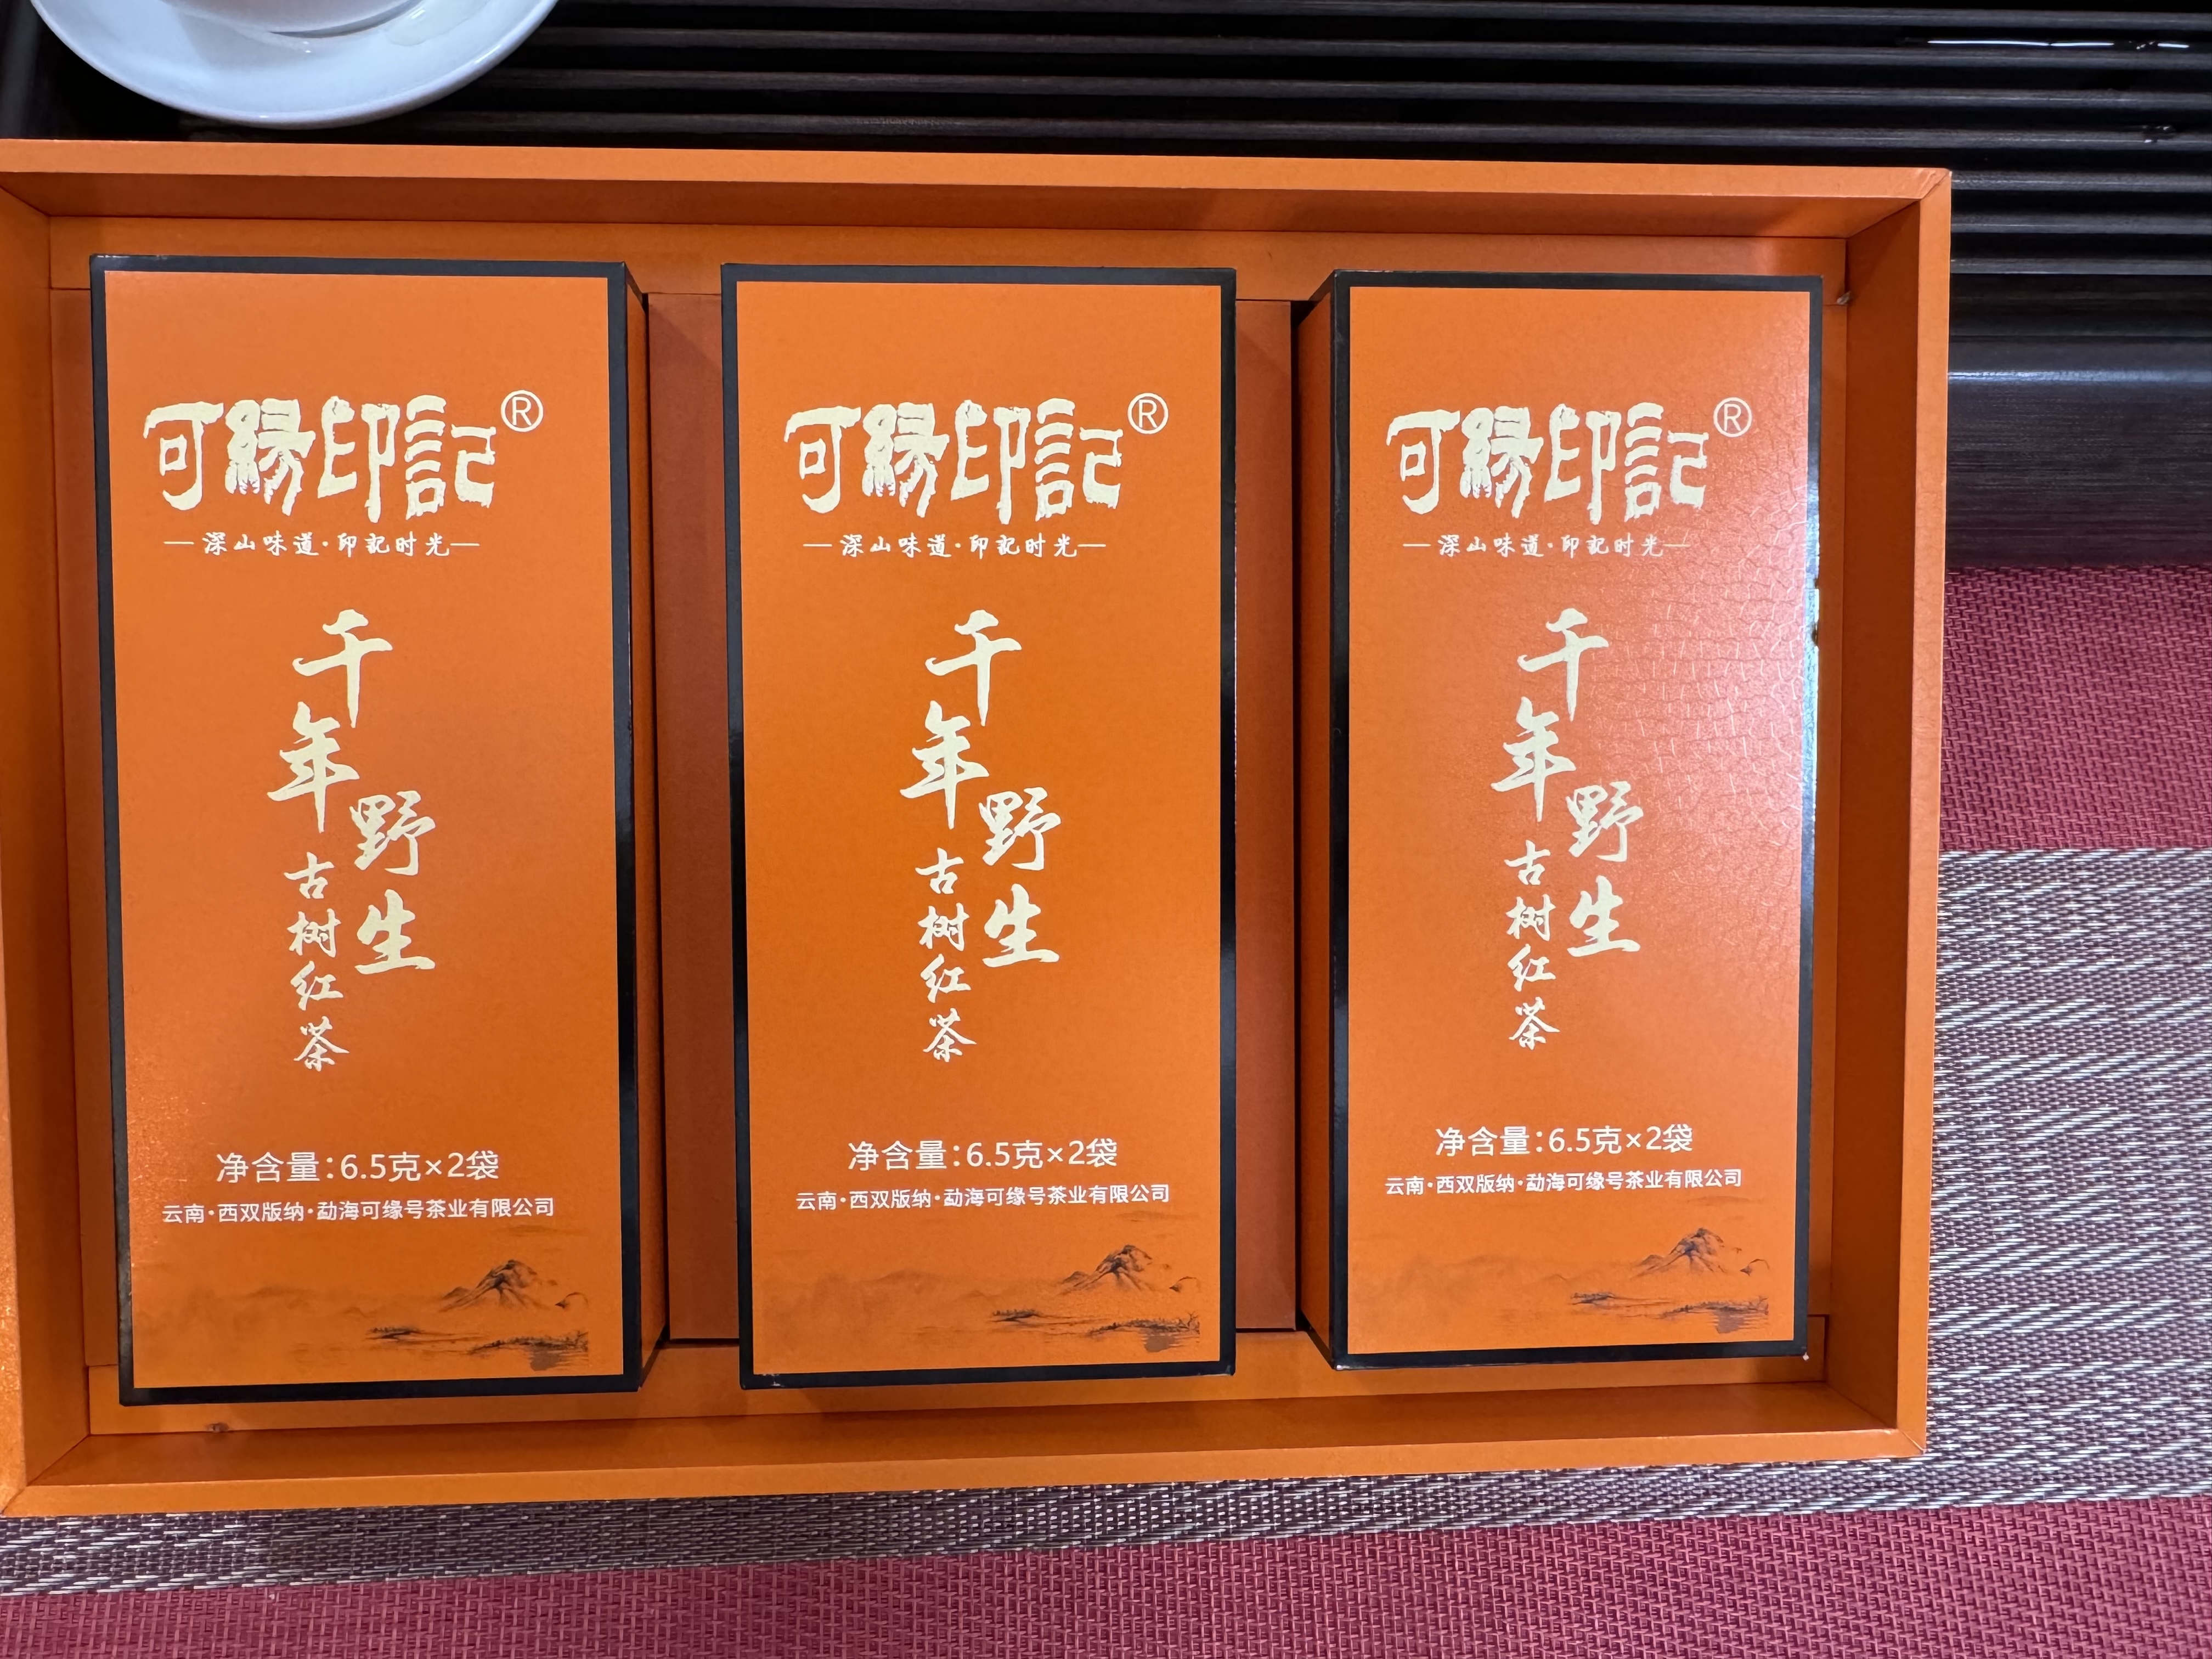 可緣印記®
—深山味道·印記时光—
千年
野生
古树红茶
净含量:6.5克×2袋
云南·西双版纳·勐海可缘号茶业有限公司
可緣印記®
—深山味道·印記时光—
千年
野生
古树红茶
净含量:6.5克×2袋
云南·西双版纳·勐海可缘号茶业有限公司
可緣印記®
—深山味道·印記时光—
千年
野生
古树红茶
净含量:6.5克×2袋
云南·西双版纳·勐海可缘号茶业有限公司